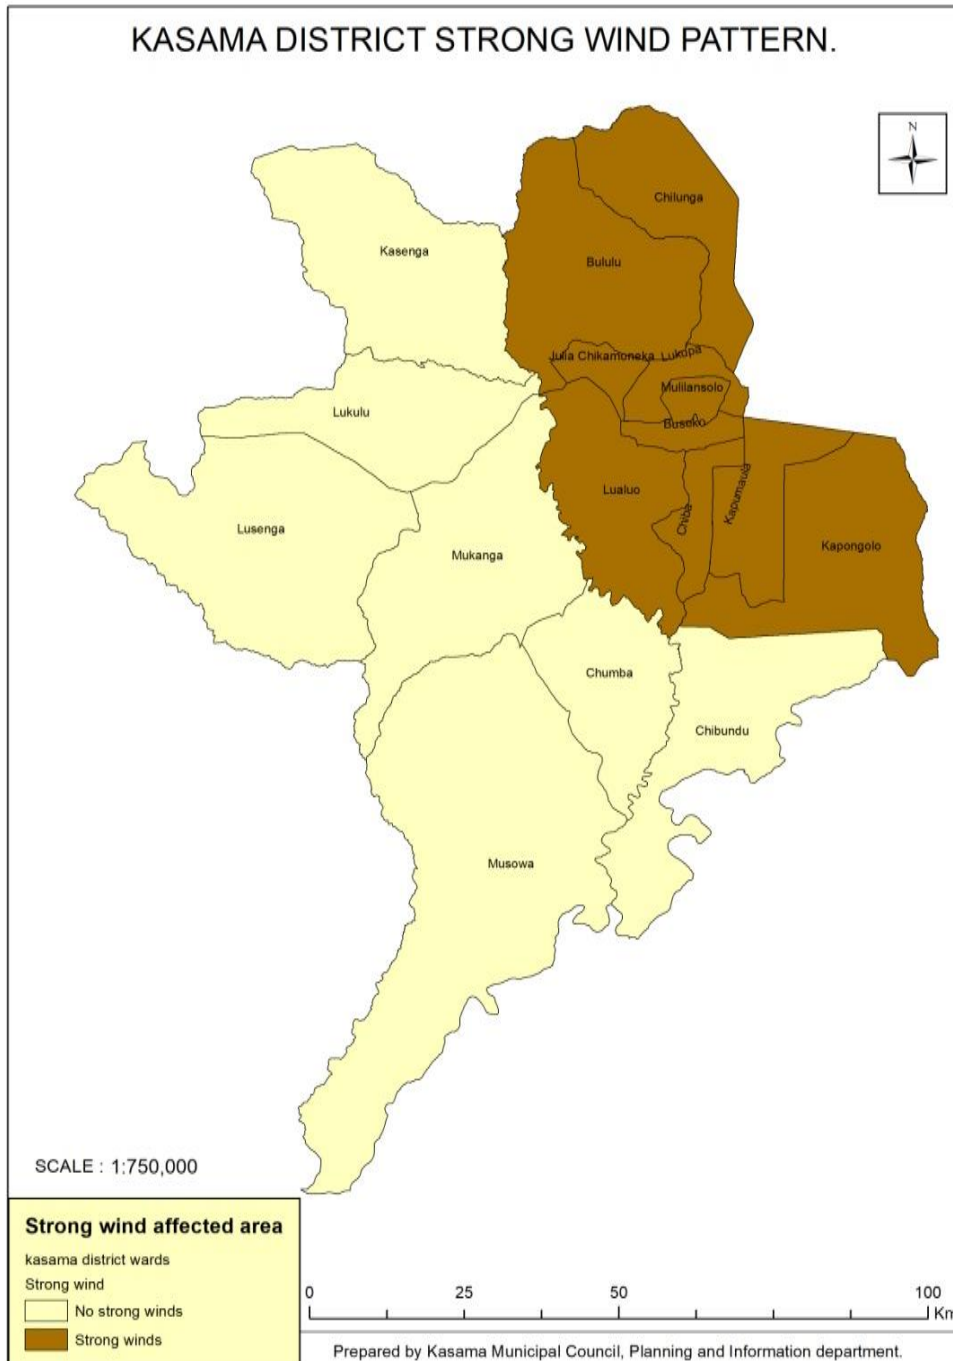 KASAMA DISTRICT STRONG WIND PATTERN.
N
Chilunga
Kasenga
Bululu
Julia Chikamoneka
Lukupa
Mulilansolo
Lukulu
Busuko
Lualuo
Kapumaula
Chiba
Lusenga
Kapongolo
Mukanga
Chumba
Chibundu
Musowa
SCALE : 1:750,000
Strong wind affected area
kasama district wards
Strong wind
No strong winds
Strong winds
0 25 50 100
Km
Prepared by Kasama Municipal Council, Planning and Information department.